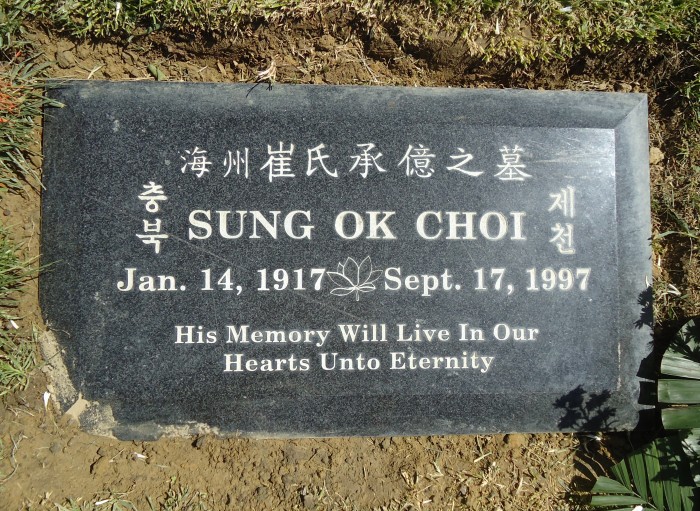 海州崔氏承億之墓
충북
SUNG OK CHOI
제천
Jan. 14, 1917 Sept. 17, 1997
His Memory Will Live In Our
Hearts Unto Eternity